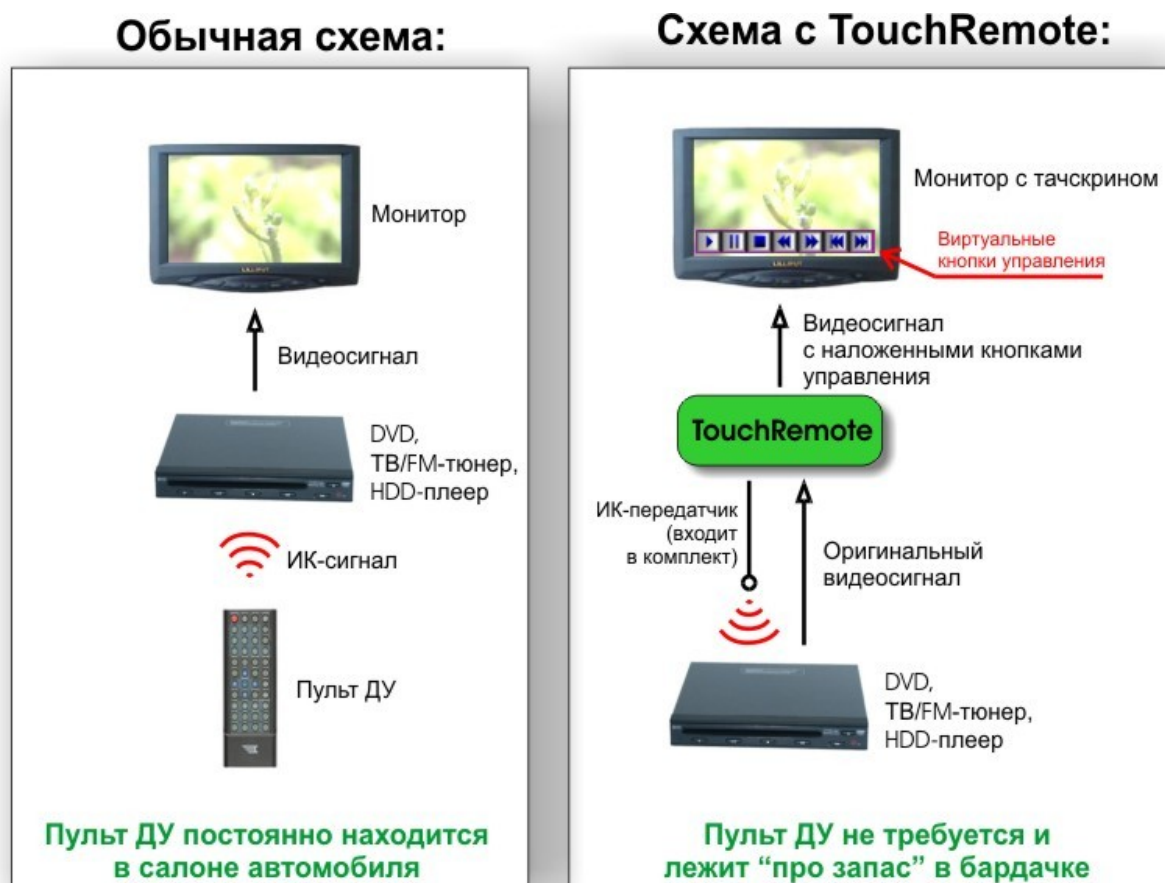 Обычная схема:
Монитор
LILLIPUT
Видеосигнал
DVD,
ТВ/FM-тюнер,
HDD-плеер
ИК-сигнал
Пульт ДУ
Пульт ДУ постоянно находится
в салоне автомобиля
Схема с TouchRemote:
Монитор с тачскрином
Виртуальные
кнопки управления
LILLIPUT
Видеосигнал
с наложенными кнопками
управления
TouchRemote
ИК-передатчик
(входит
в комплект)
Оригинальный
видеосигнал
DVD,
ТВ/FM-тюнер,
HDD-плеер
Пульт ДУ не требуется и
лежит “про запас” в бардачке